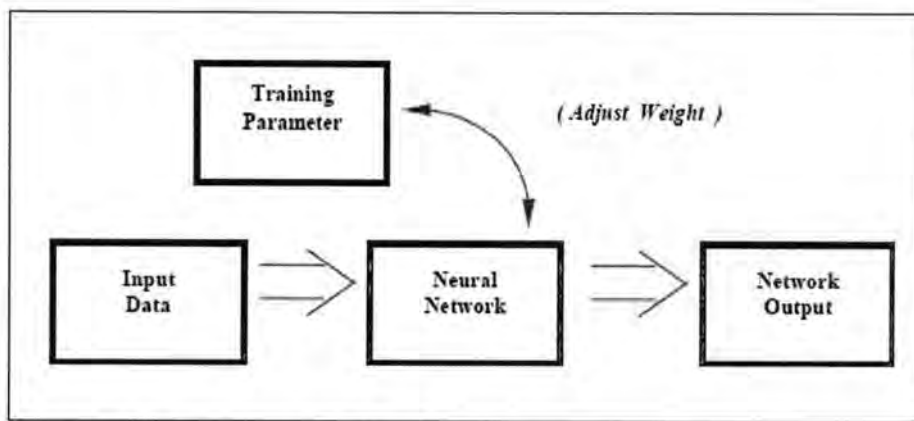 Training
Parameter
( Adjust Weight )
Input
Data
Neural
Network
Network
Output